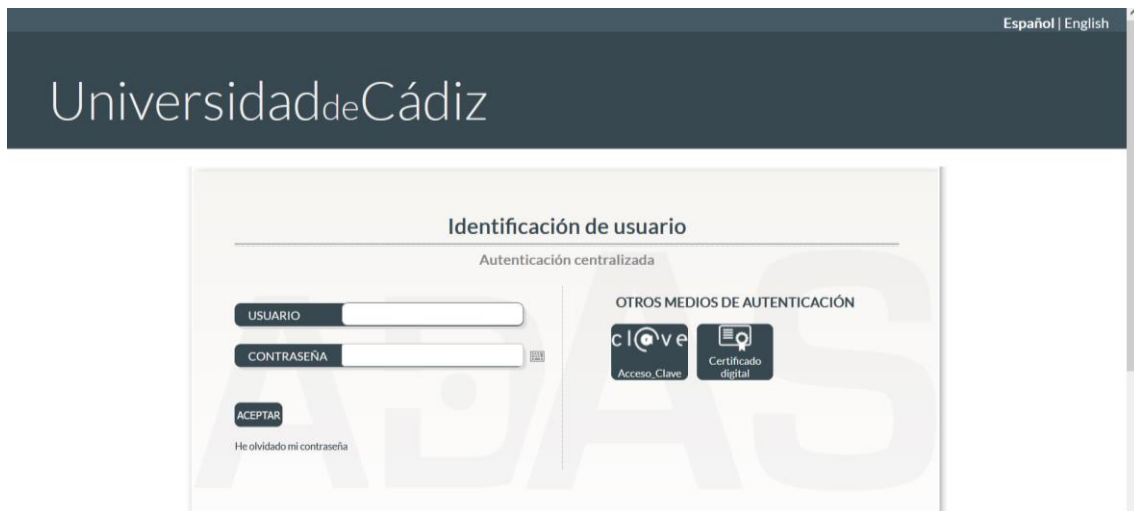 Español | English
UniversidaddeCádiz
Identificación de usuario
Autenticación centralizada
USUARIO
CONTRASEÑA
ACEPTAR
He olvidado mi contraseña
OTROS MEDIOS DE AUTENTICACIÓN
cl@ve
Acceso_Clave
Certificado
digital
ADAS